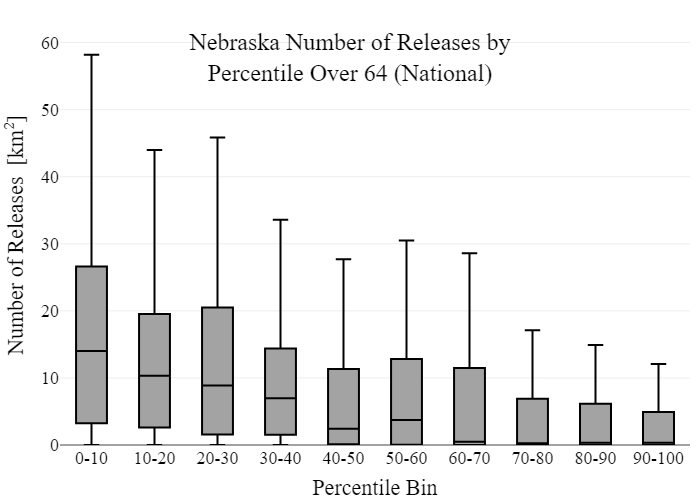 Nebraska Number of Releases by
Percentile Over 64 (National)
Number of Releases [km²]
60
50
40
30
20
10
0
0-10 10-20 20-30 30-40 40-50 50-60 60-70 70-80 80-90 90-100
Percentile Bin